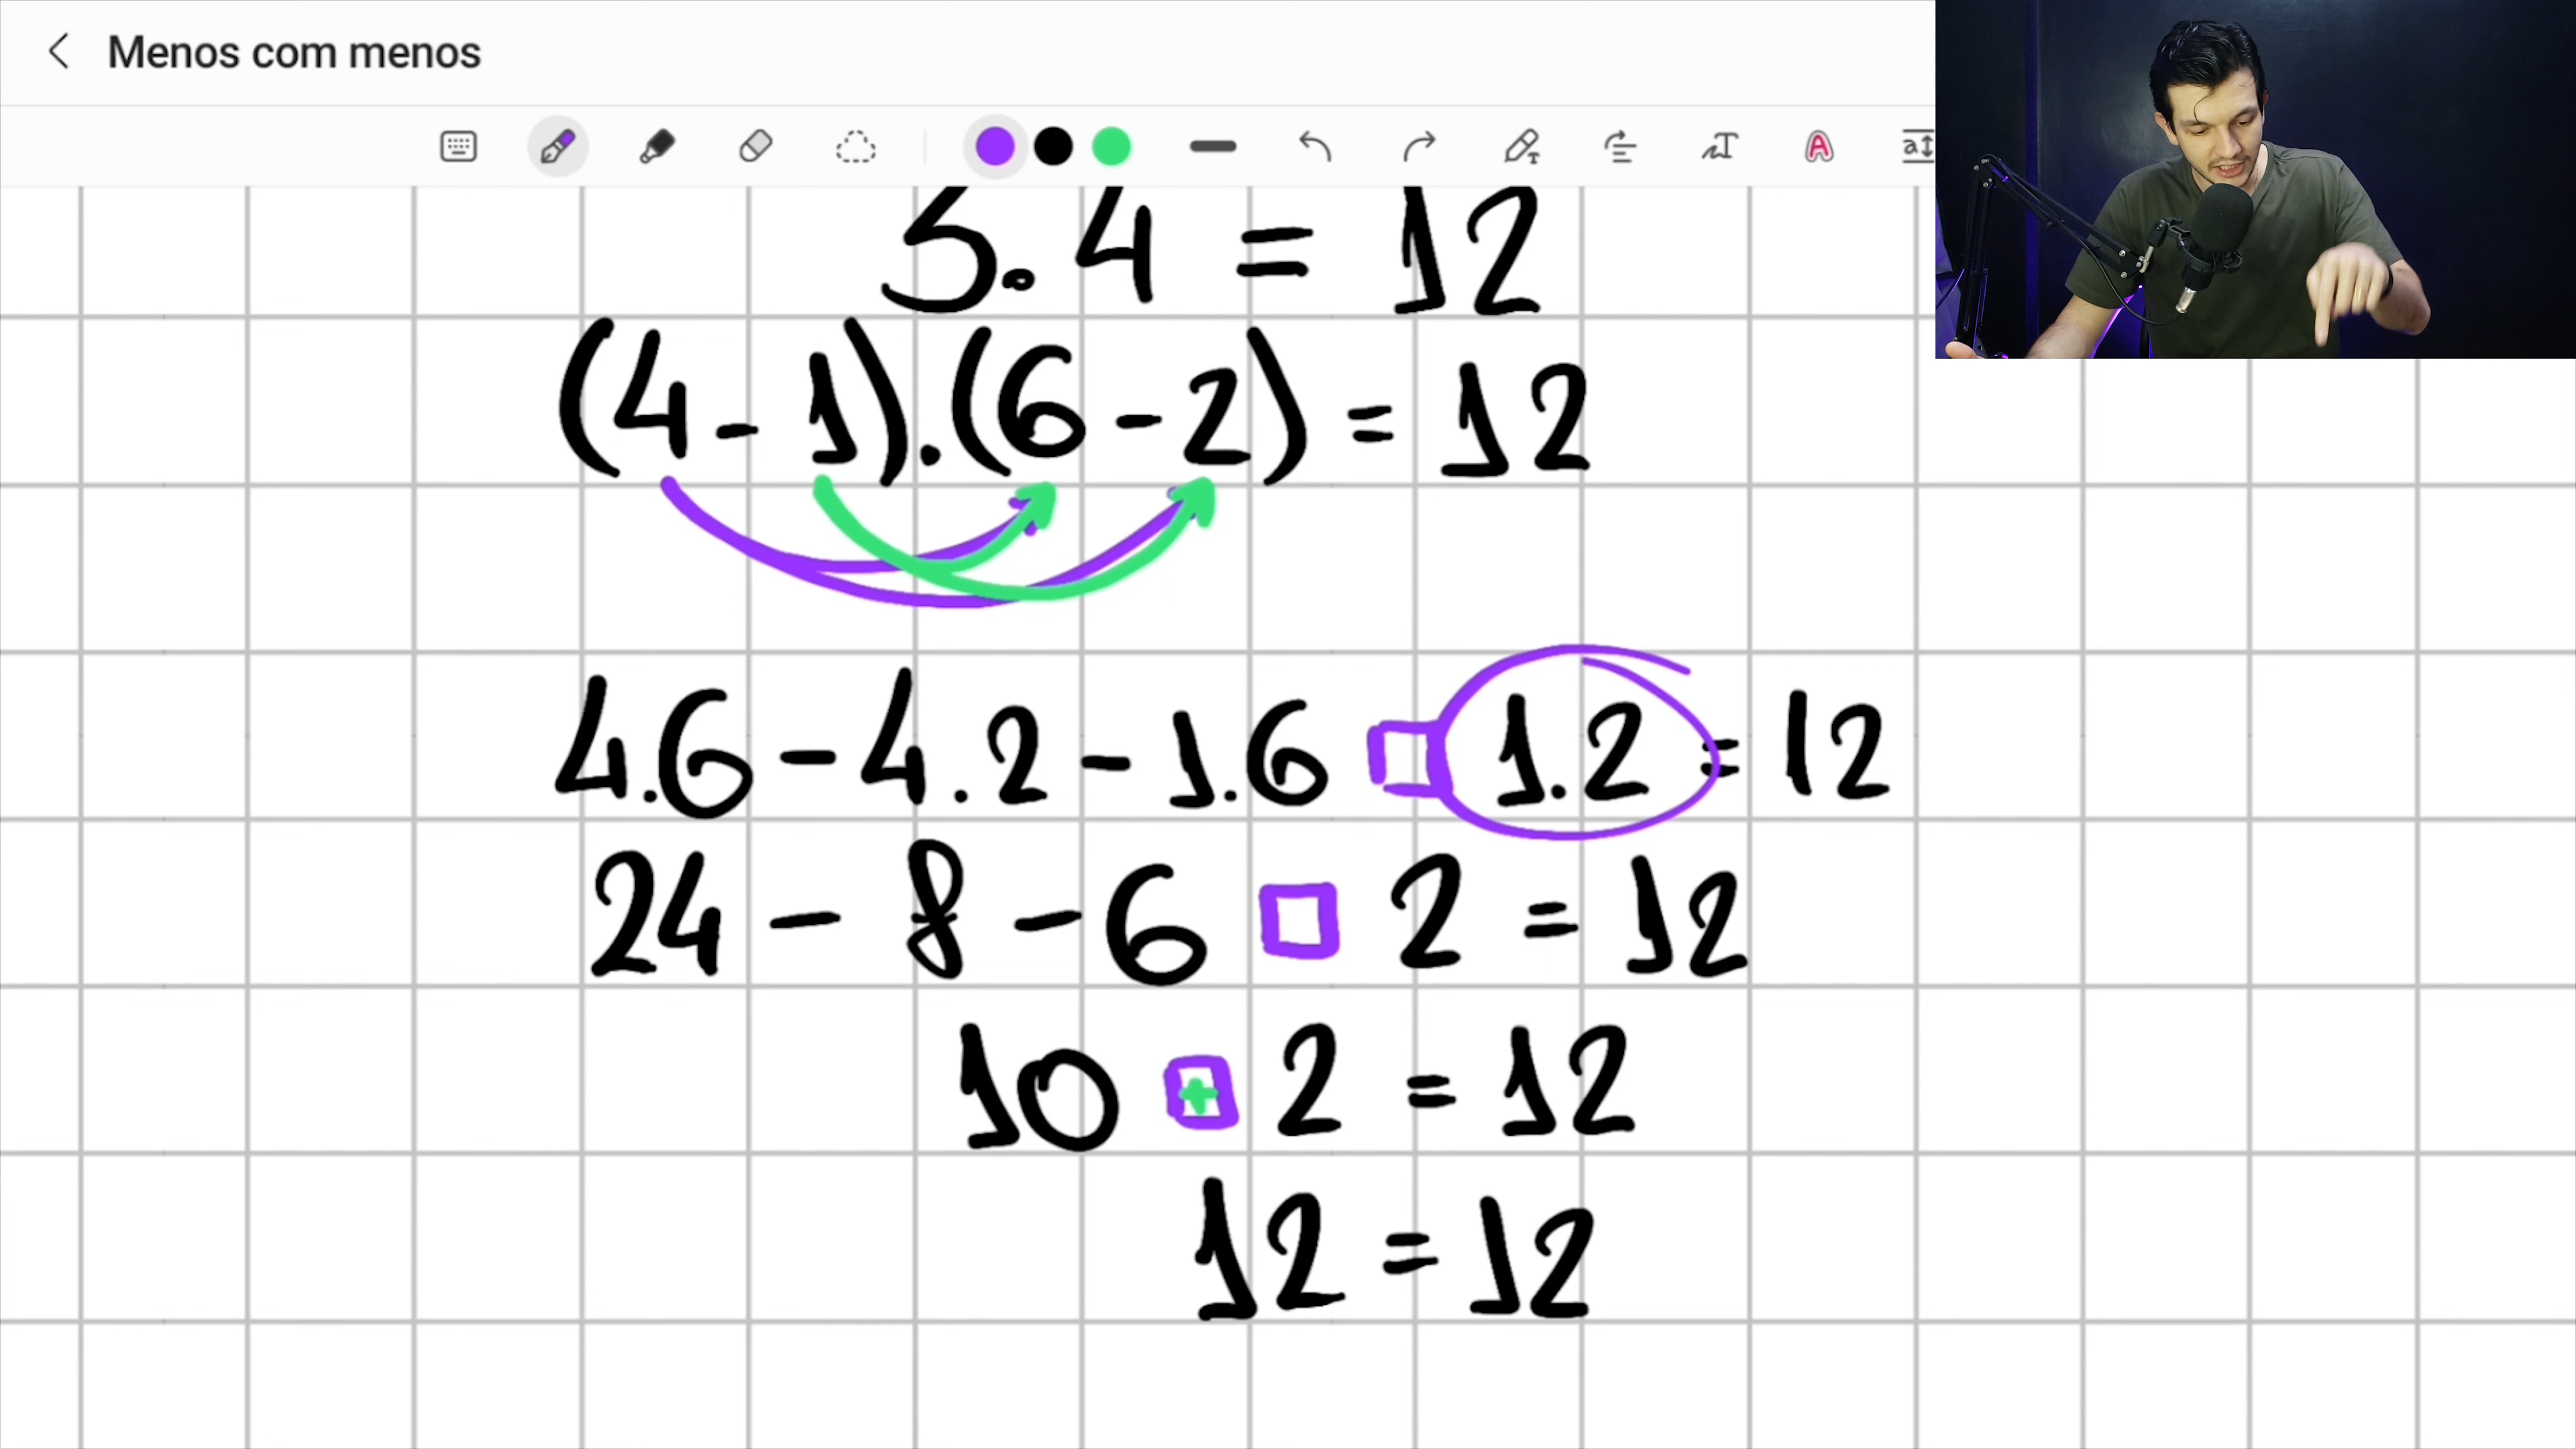 Menos com menos
3.4 = 12
(4-1).(6-2) = 12
4.6 - 4.2 - 1.6 □ 1.2 = 12
24 - 8 - 6 □ 2 = 12
10 + 2 = 12
12 = 12